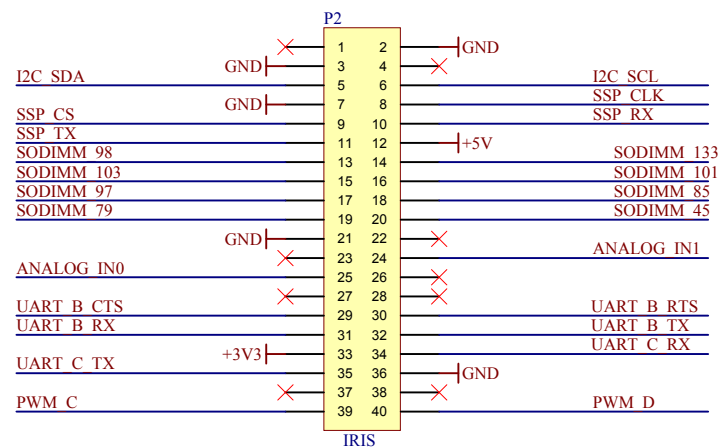 P2
1 2 GND
GND 3 4
I2C_SDA 5 6 I2C_SCL
GND 7 8 SSP_CLK
SSP_CS 9 10 SSP_RX
SSP_TX 11 12 +5V
SODIMM_98 13 14 SODIMM_133
SODIMM_103 15 16 SODIMM_101
SODIMM_97 17 18 SODIMM_85
SODIMM_79 19 20 SODIMM_45
GND 21 22
23 24 ANALOG_IN1
ANALOG_IN0 25 26
27 28
UART_B_CTS 29 30 UART_B_RTS
UART_B_RX 31 32 UART_B_TX
+3V3 33 34 UART_C_RX
UART_C_TX 35 36 GND
37 38
PWM_C 39 40 PWM_D
IRIS